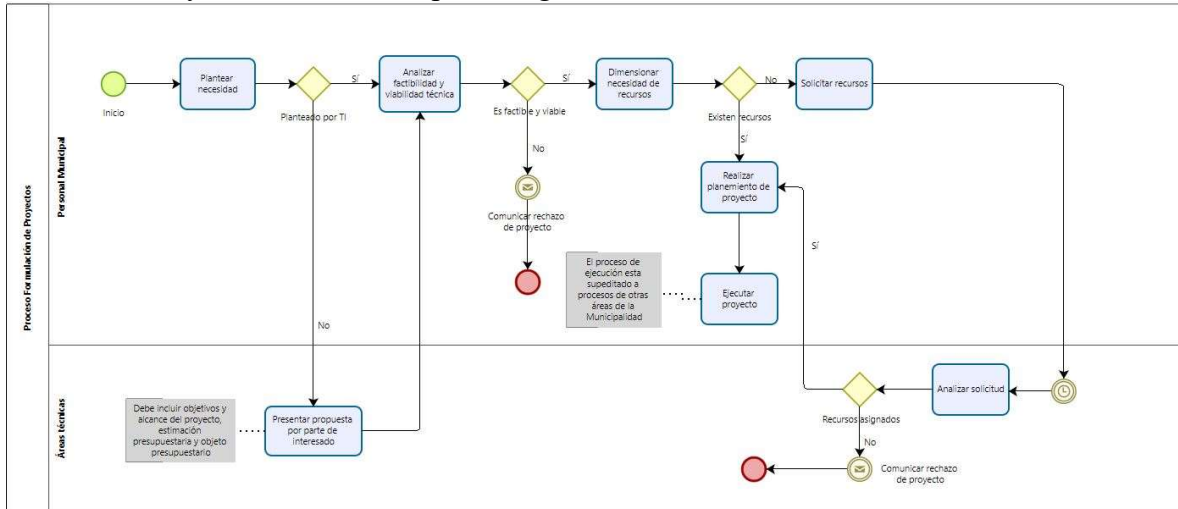 Proceso Formulación de Proyectos
Personal Municipal
Inicio
Plantear
necesidad
Planteado por TI
Sí
Analizar
factibilidad y
viabilidad técnica
Es factible y viable
Sí
Dimensionar
necesidad de
recursos
Existen recursos
No
Solicitar recursos
No
Comunicar rechazo
de proyecto
Sí
Realizar
planemiento de
proyecto
Sí
El proceso de
ejecución esta
supeditado a
procesos de otras
áreas de la
Municipalidad
Ejecutar
proyecto
No
Áreas técnicas
Debe incluir objetivos y
alcance del proyecto,
estimación
presupuestaria y objeto
presupuestario
Presentar propuesta
por parte de
interesado
Analizar solicitud
Recursos asignados
No
Comunicar rechazo
de proyecto